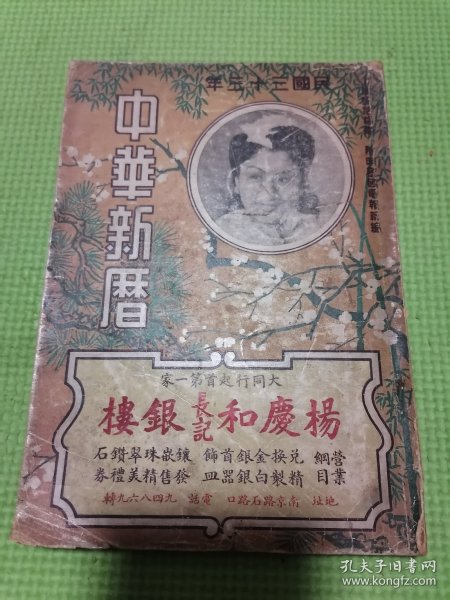 民國三十五年
中華新曆
大同行起首第一家
楊慶和長記銀樓
營業綱目
兌換金銀首飾 鑲嵌珠翠鑽石
精製白銀器皿 發售精美禮券
地址 南京路石路口 電話 九四八六九轉
孔夫子旧书网
www.kongfz.com